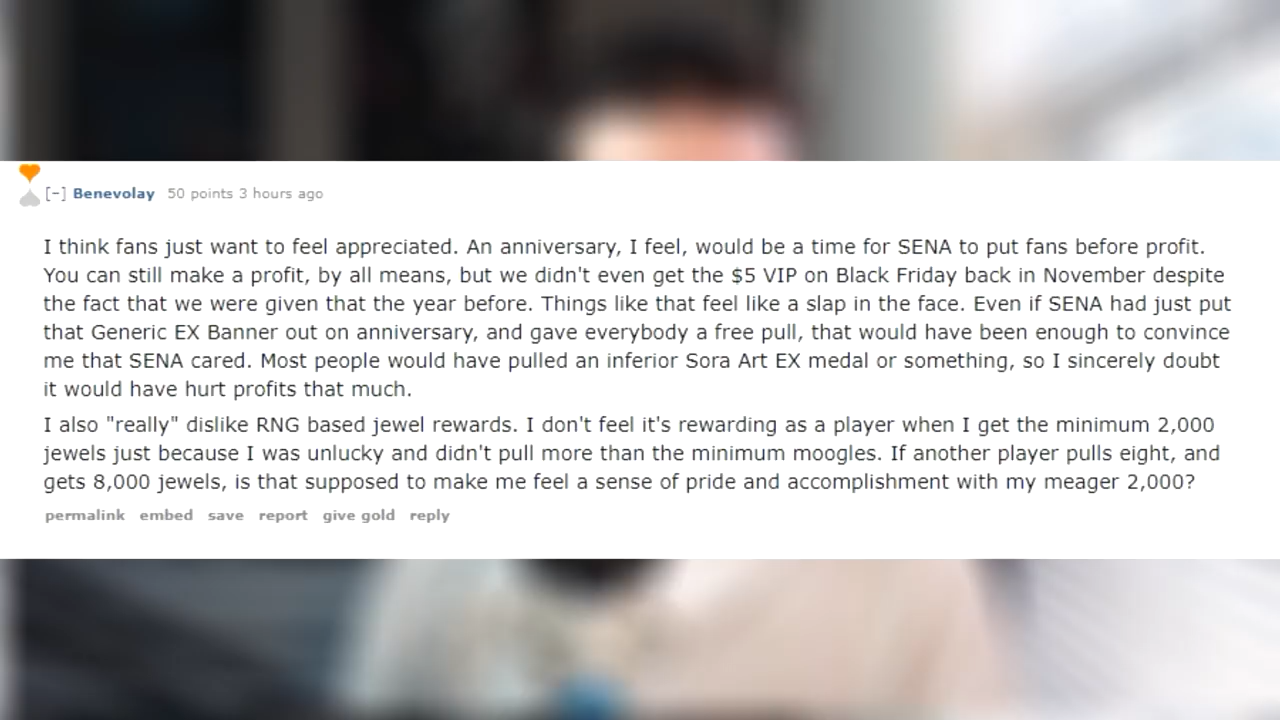 [-] Benevolay 50 points 3 hours ago
I think fans just want to feel appreciated. An anniversary, I feel, would be a time for SENA to put fans before profit.
You can still make a profit, by all means, but we didn't even get the $5 VIP on Black Friday back in November despite
the fact that we were given that the year before. Things like that feel like a slap in the face. Even if SENA had just put
that Generic EX Banner out on anniversary, and gave everybody a free pull, that would have been enough to convince
me that SENA cared. Most people would have pulled an inferior Sora Art EX medal or something, so I sincerely doubt
it would have hurt profits that much.
I also "really" dislike RNG based jewel rewards. I don't feel it's rewarding as a player when I get the minimum 2,000
jewels just because I was unlucky and didn't pull more than the minimum moogles. If another player pulls eight, and
gets 8,000 jewels, is that supposed to make me feel a sense of pride and accomplishment with my meager 2,000?
permalink embed save report give gold reply